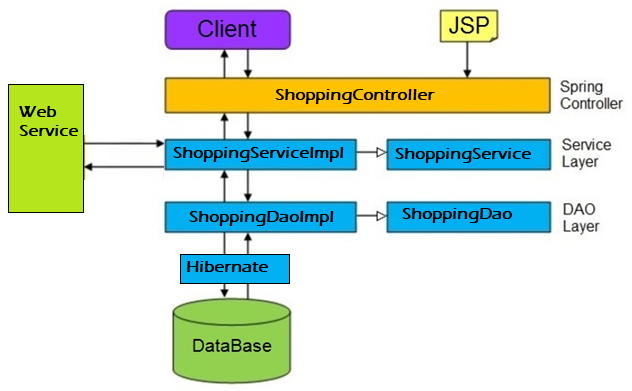 Client
JSP
ShoppingController
Spring
Controller
Web
Service
ShoppingServiceImpl
ShoppingService
Service
Layer
ShoppingDaoImpl
ShoppingDao
DAO
Layer
Hibernate
DataBase